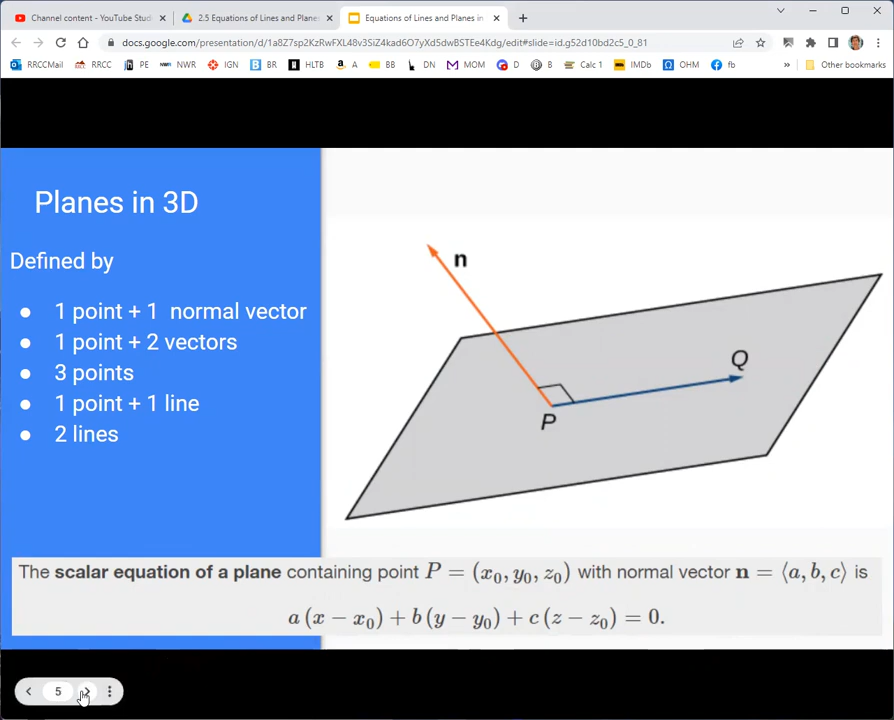 Channel content - YouTube Stud
2.5 Equations of Lines and Plane
Equations of Lines and Planes in
docs.google.com/presentation/d/1a8Z7sp2KzRwFXL48v3SiZ4kad6O7yXd5dwBSTEe4Kdg/edit#slide=id.g52d10bd2c5_0_81
RRCCMail RRCC PE NWR IGN BR HLTB A BB DN MOM D B Calc 1 IMDb OHM fb » Other bookmarks
Planes in 3D
Defined by
● 1 point + 1 normal vector
● 1 point + 2 vectors
● 3 points
● 1 point + 1 line
● 2 lines
n
Q
P
The scalar equation of a plane containing point P = (x₀, y₀, z₀) with normal vector n = ⟨a, b, c⟩ is
a (x − x₀) + b (y − y₀) + c (z − z₀) = 0.
5